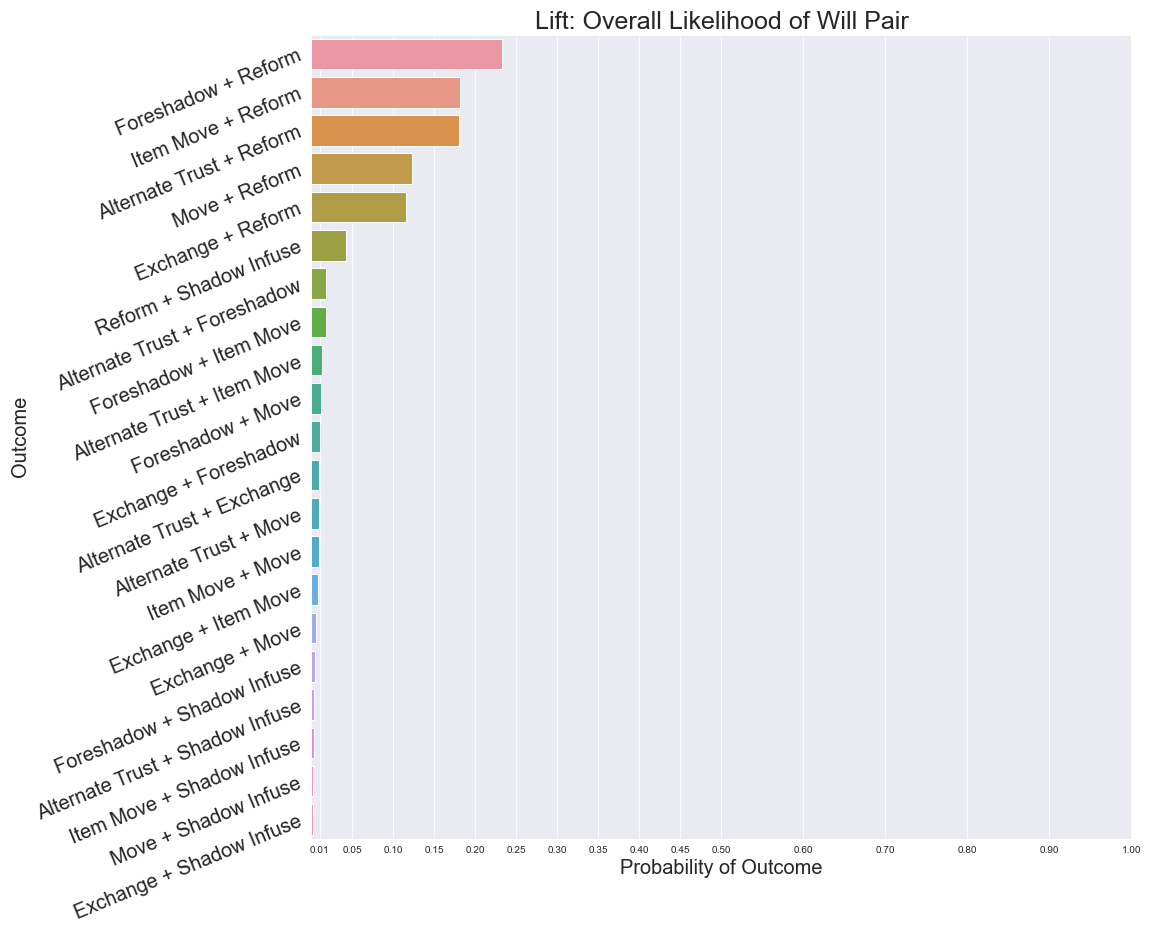 Lift: Overall Likelihood of Will Pair
Outcome
Foreshadow + Reform
Item Move + Reform
Alternate Trust + Reform
Move + Reform
Exchange + Reform
Reform + Shadow Infuse
Alternate Trust + Foreshadow
Foreshadow + Item Move
Alternate Trust + Item Move
Foreshadow + Move
Exchange + Foreshadow
Alternate Trust + Exchange
Alternate Trust + Move
Item Move + Move
Exchange + Item Move
Exchange + Move
Foreshadow + Shadow Infuse
Alternate Trust + Shadow Infuse
Item Move + Shadow Infuse
Move + Shadow Infuse
Exchange + Shadow Infuse
0.01 0.05 0.10 0.15 0.20 0.25 0.30 0.35 0.40 0.45 0.50 0.60 0.70 0.80 0.90 1.00
Probability of Outcome